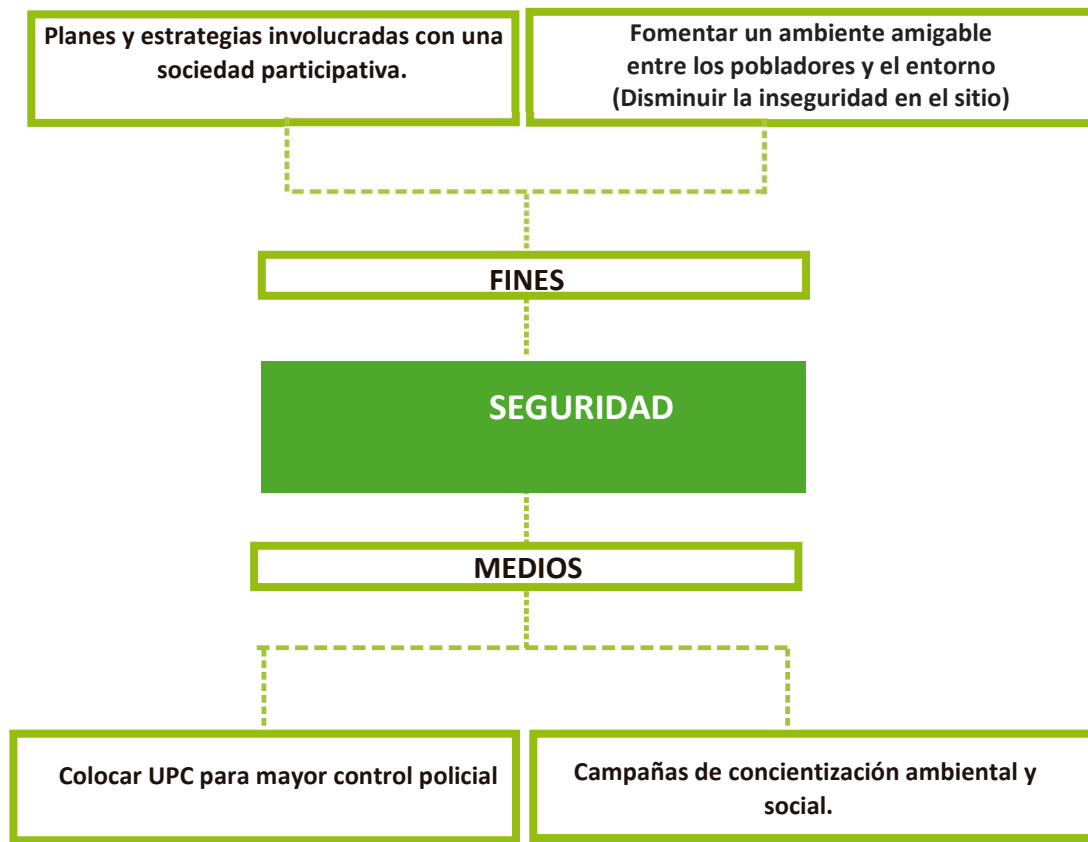 Planes y estrategias involucradas con una
sociedad participativa.
Fomentar un ambiente amigable
entre los pobladores y el entorno
(Disminuir la inseguridad en el sitio)
FINES
SEGURIDAD
MEDIOS
Colocar UPC para mayor control policial
Campañas de concientización ambiental y
social.